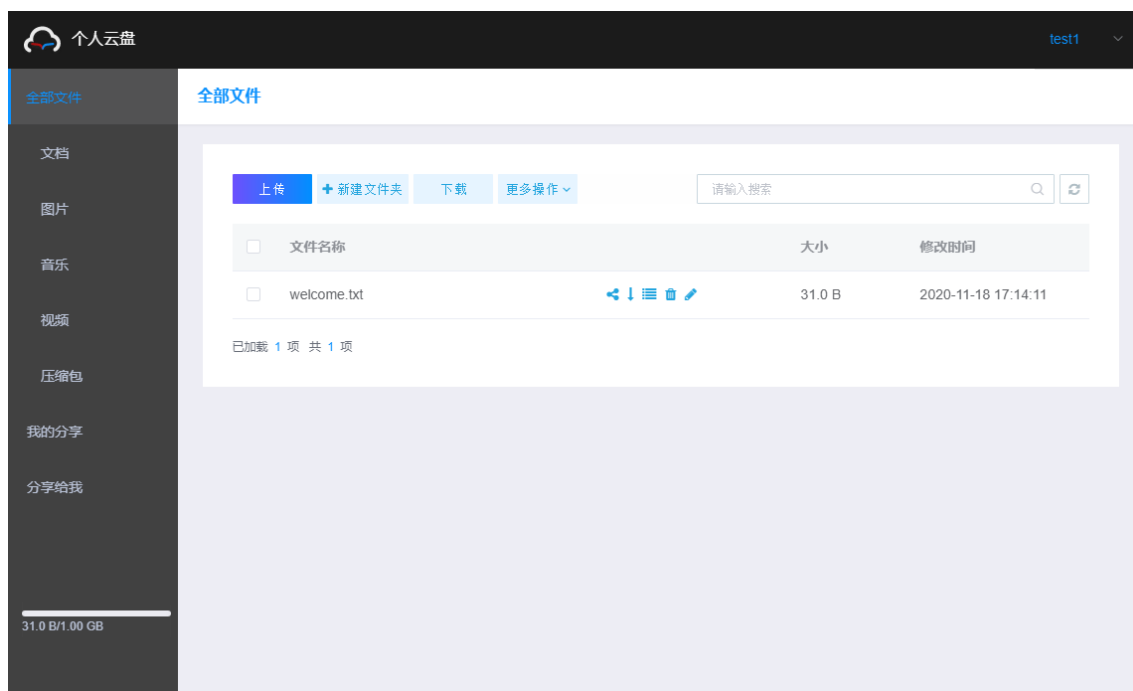 个人云盘
test1
全部文件
文档
图片
音乐
视频
压缩包
我的分享
分享给我
31.0 B/1.00 GB
全部文件
上传 新建文件夹 下载 更多操作 请输入搜索
文件名称 大小 修改时间
welcome.txt 31.0 B 2020-11-18 17:14:11
已加载 1 项 共 1 项